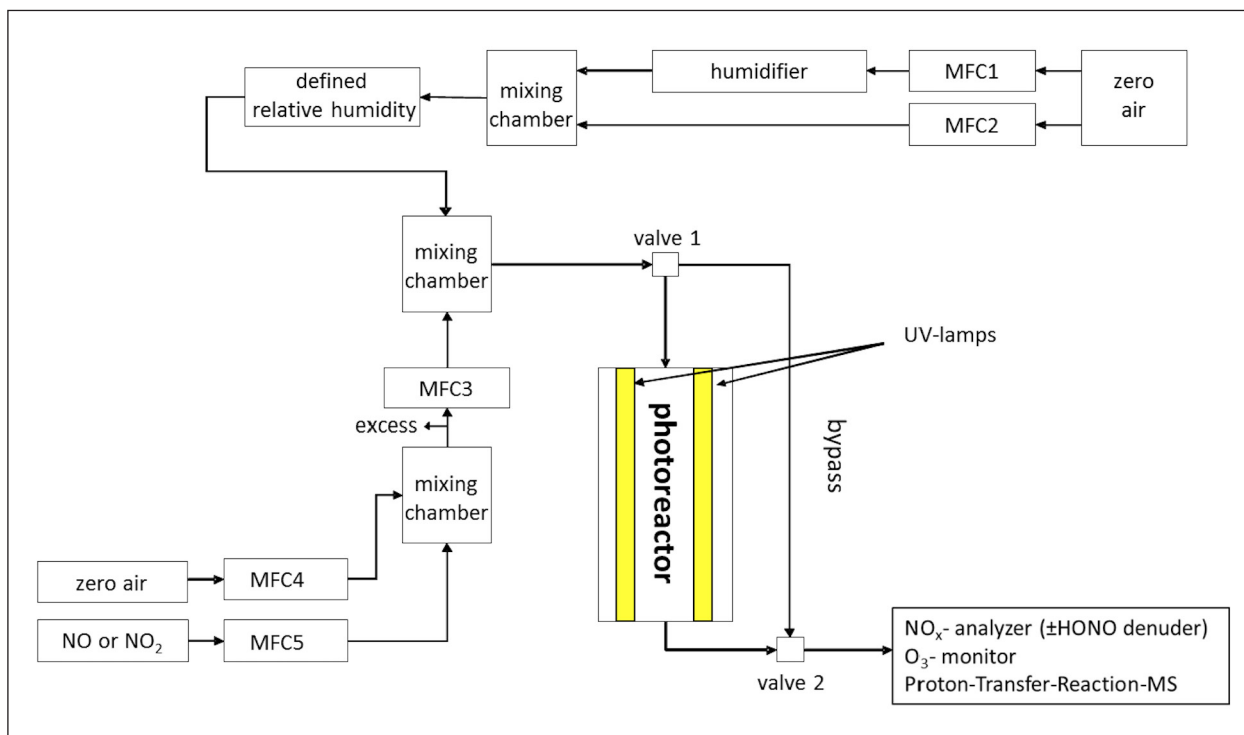 defined
relative humidity
mixing
chamber
humidifier
MFC1
MFC2
zero
air
mixing
chamber
valve 1
UV-lamps
MFC3
excess
photoreactor
bypass
mixing
chamber
zero air
MFC4
NO or NO₂
MFC5
valve 2
NOₓ- analyzer (±HONO denuder)
O₃- monitor
Proton-Transfer-Reaction-MS